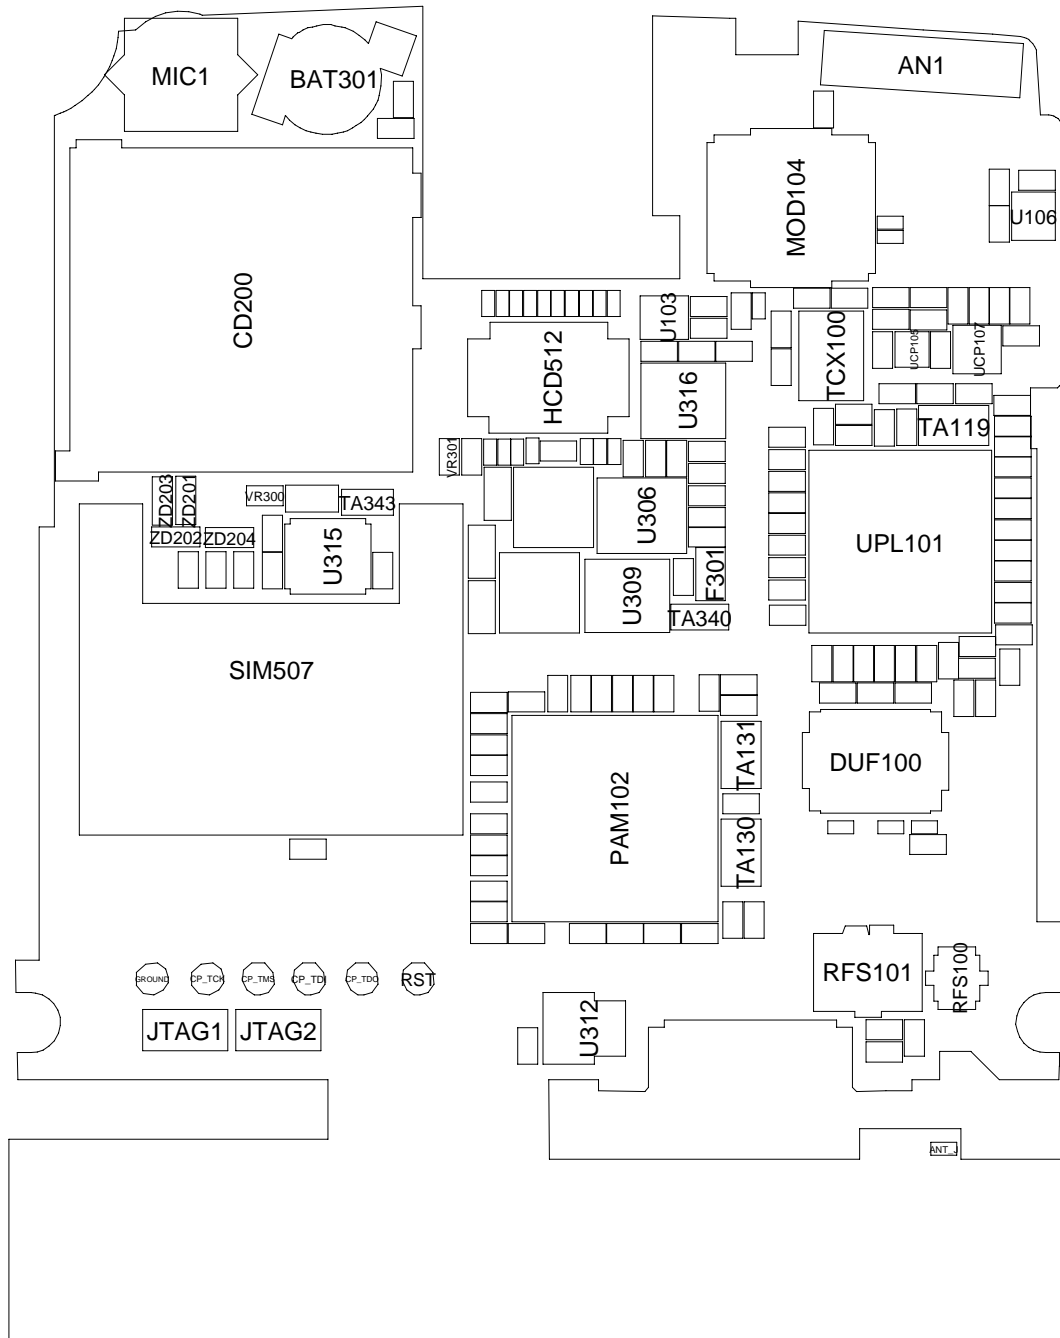 MIC1
BAT301
AN1
MOD104
U106
CD200
U103
TCX100
UCP105
UCP107
HCD512
U316
TA119
VR301
ZD203
ZD201
VR300
TA343
U306
UPL101
ZD202
ZD204
U315
U309
F301
TA340
SIM507
TA131
DUF100
PAM102
TA130
GROUND
CP_TCK
CP_TMS
CP_TDI
CP_TDO
RST
RFS101
RFS100
JTAG1
JTAG2
U312
ANT_J